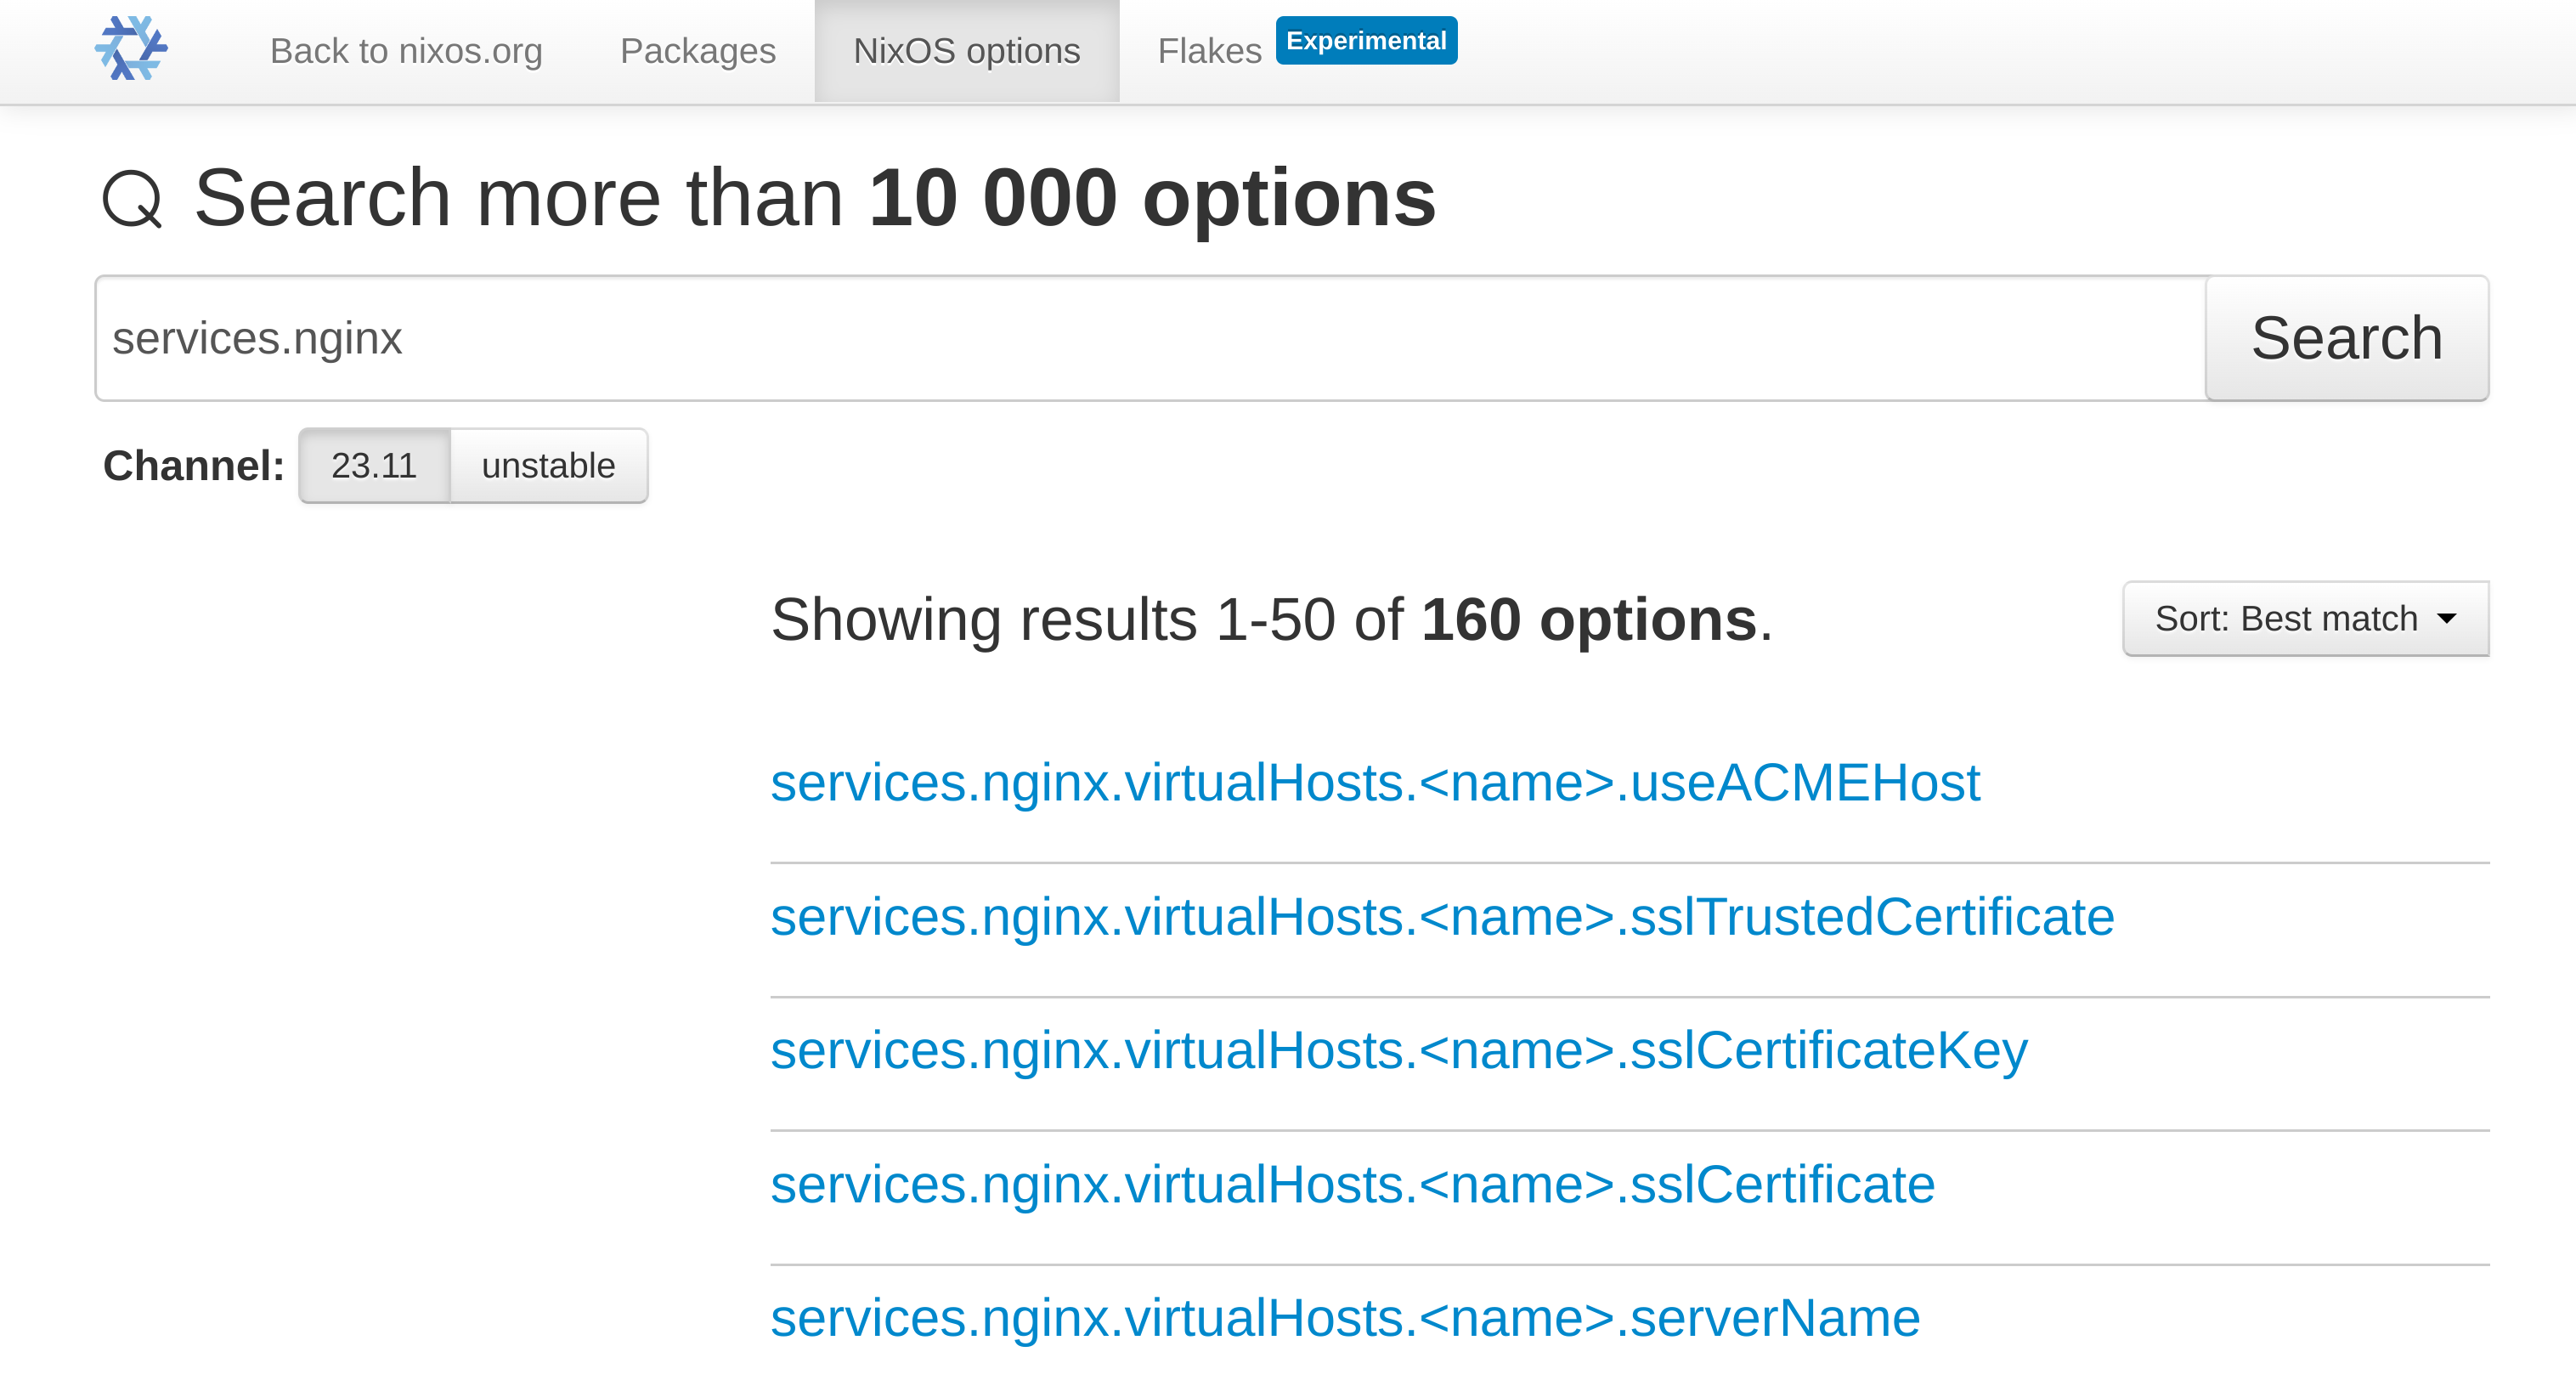 Back to nixos.org Packages NixOS options Flakes Experimental
Search more than 10 000 options
services.nginx Search
Channel: 23.11 unstable
Showing results 1-50 of 160 options. Sort: Best match
services.nginx.virtualHosts.<name>.useACMEHost
services.nginx.virtualHosts.<name>.sslTrustedCertificate
services.nginx.virtualHosts.<name>.sslCertificateKey
services.nginx.virtualHosts.<name>.sslCertificate
services.nginx.virtualHosts.<name>.serverName